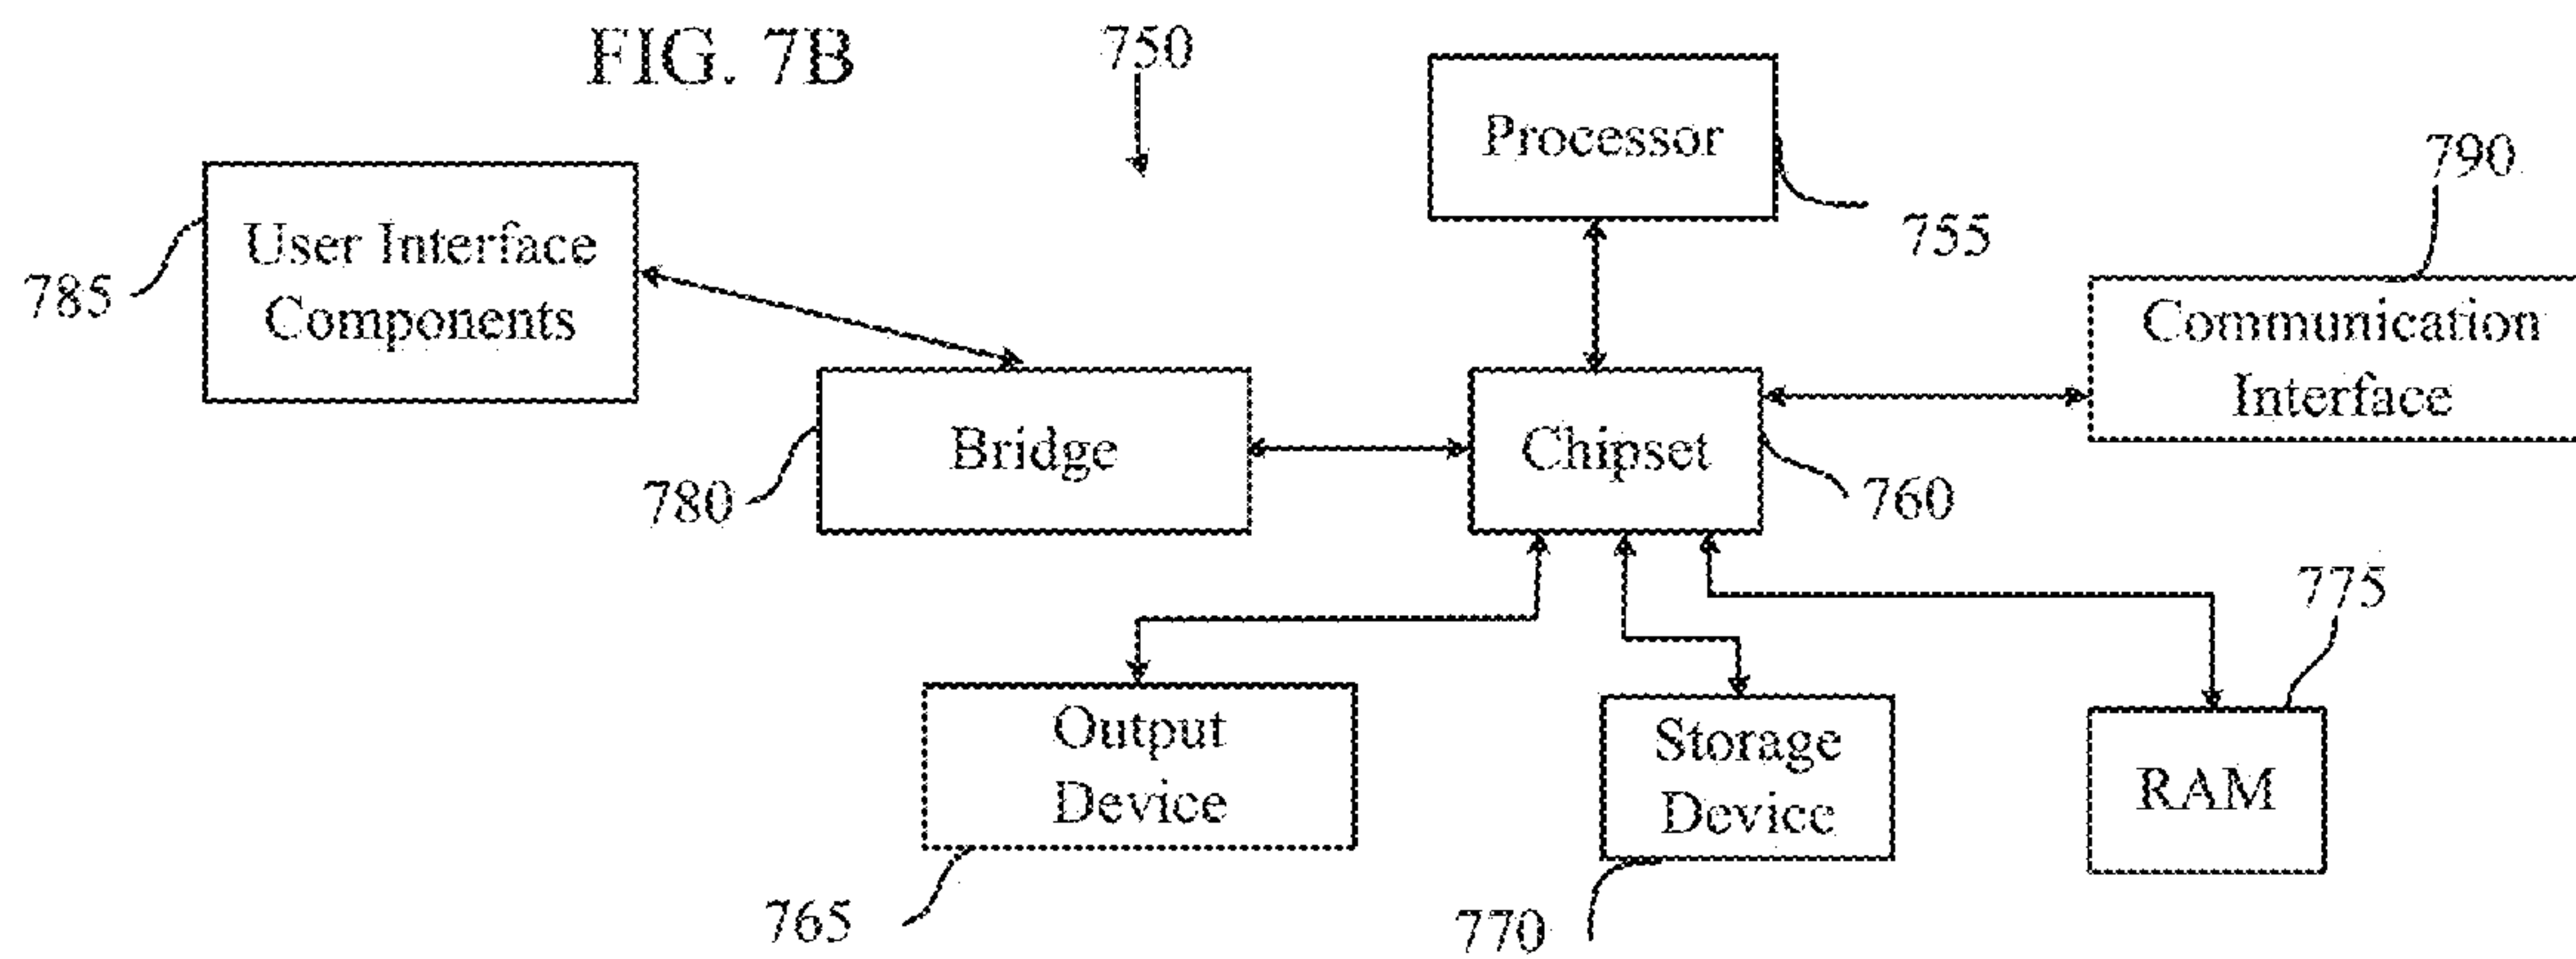 FIG. 7B
750
Processor
790
755
User Interface
Components
785
Communication
Interface
Bridge
780
Chipset
760
775
Output
Device
Storage
Device
RAM
765
770